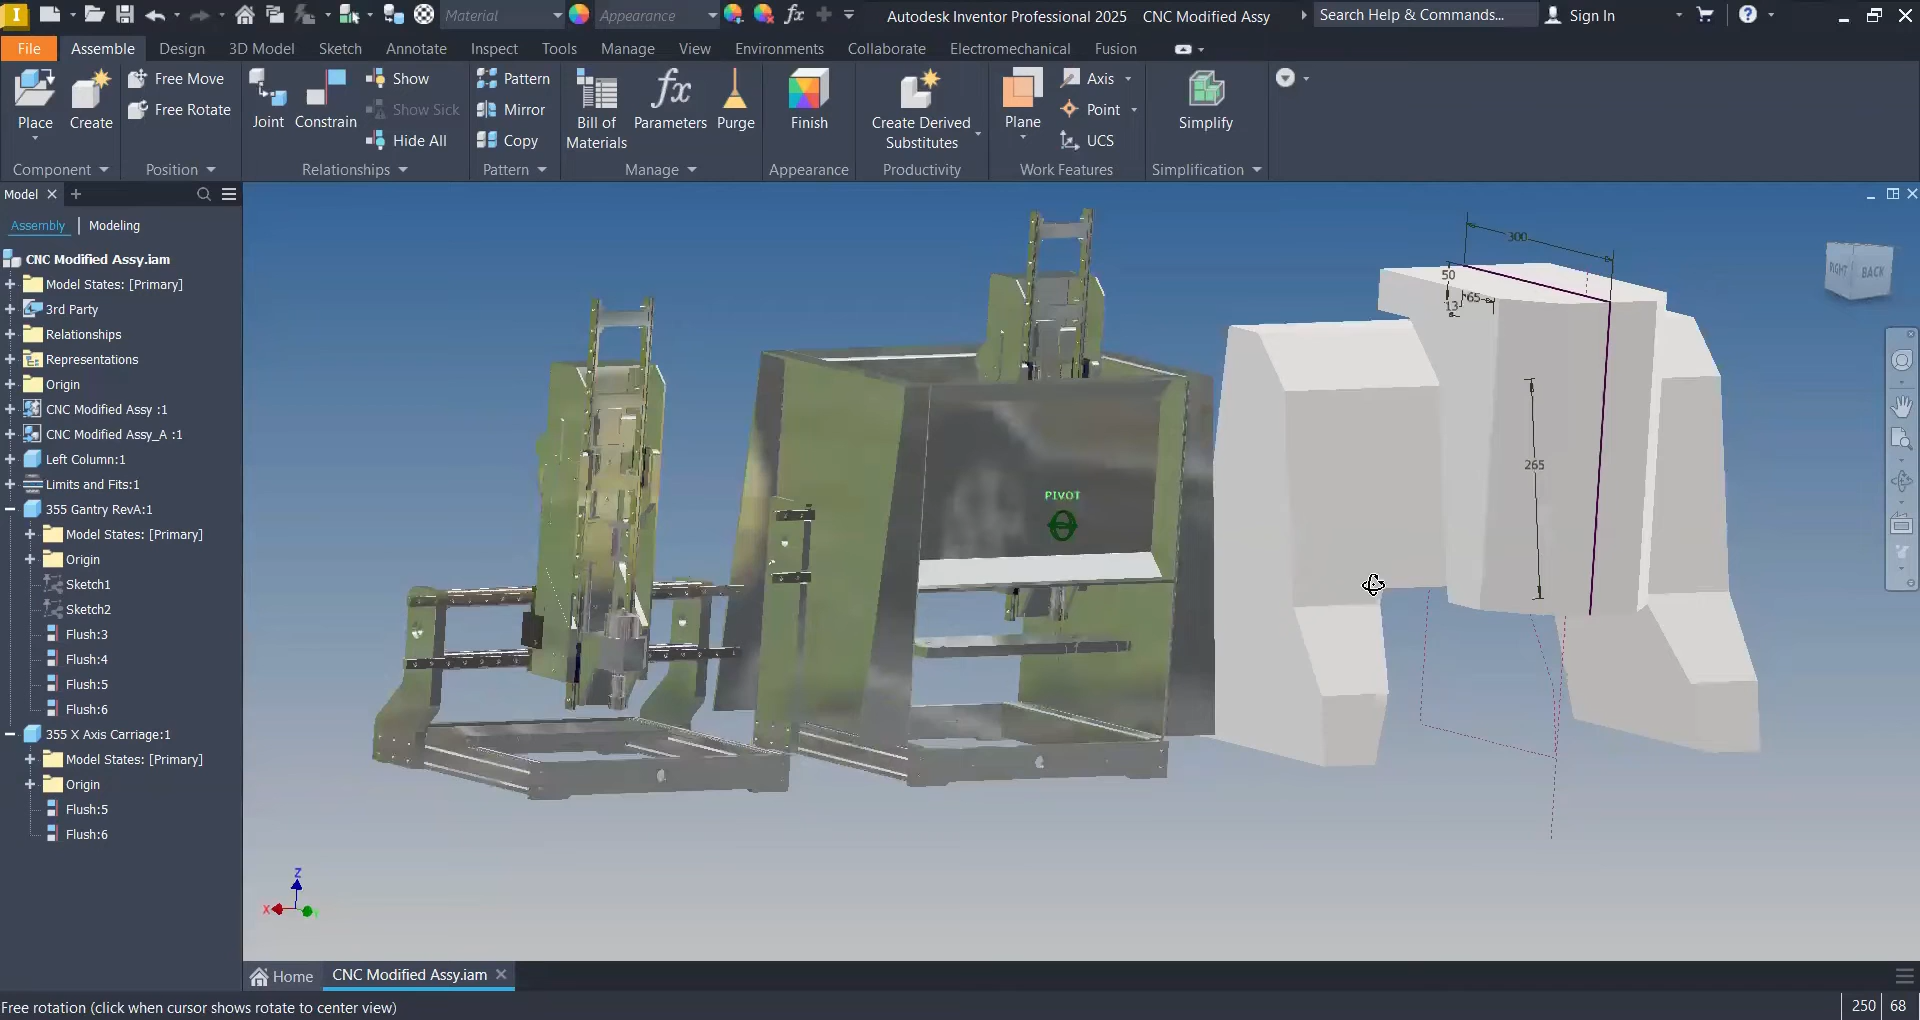 Material
Appearance
fx
Autodesk Inventor Professional 2025 CNC Modified Assy
Search Help & Commands...
Sign In
File
Assemble
Design
3D Model
Sketch
Annotate
Inspect
Tools
Manage
View
Environments
Collaborate
Electromechanical
Fusion
Place
Create
Free Move
Free Rotate
Joint
Constrain
Show
Show Sick
Hide All
Pattern
Mirror
Copy
Bill of
Materials
fx
Parameters
Purge
Finish
Create Derived
Substitutes
Plane
Axis
Point
UCS
Simplify
Component
Position
Relationships
Pattern
Manage
Appearance
Productivity
Work Features
Simplification
Model
Assembly
Modeling
CNC Modified Assy.iam
Model States: [Primary]
3rd Party
Relationships
Representations
Origin
CNC Modified Assy :1
CNC Modified Assy_A :1
Left Column:1
Limits and Fits:1
355 Gantry RevA:1
Model States: [Primary]
Origin
Sketch1
Sketch2
Flush:3
Flush:4
Flush:5
Flush:6
355 X Axis Carriage:1
Model States: [Primary]
Origin
Flush:5
Flush:6
300
50
65
13
265
PIVOT
RIGHT
BACK
Z
X
Home
CNC Modified Assy.iam
Free rotation (click when cursor shows rotate to center view)
250
68